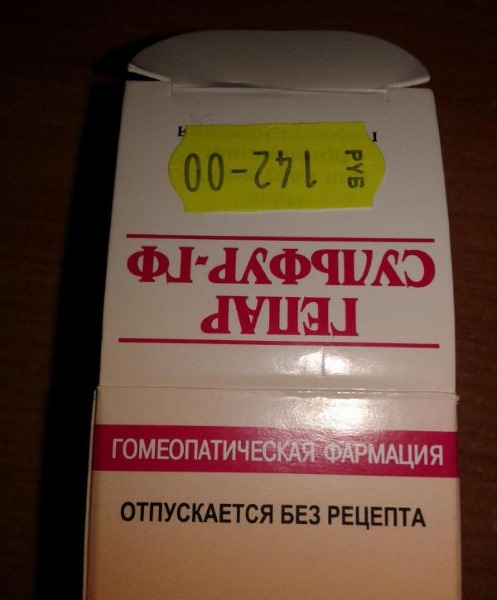 РУБ 142-00
ГЕПАР
СУЛЬФУР-ГФ
ГОМЕОПАТИЧЕСКАЯ ФАРМАЦИЯ
ОТПУСКАЕТСЯ БЕЗ РЕЦЕПТА